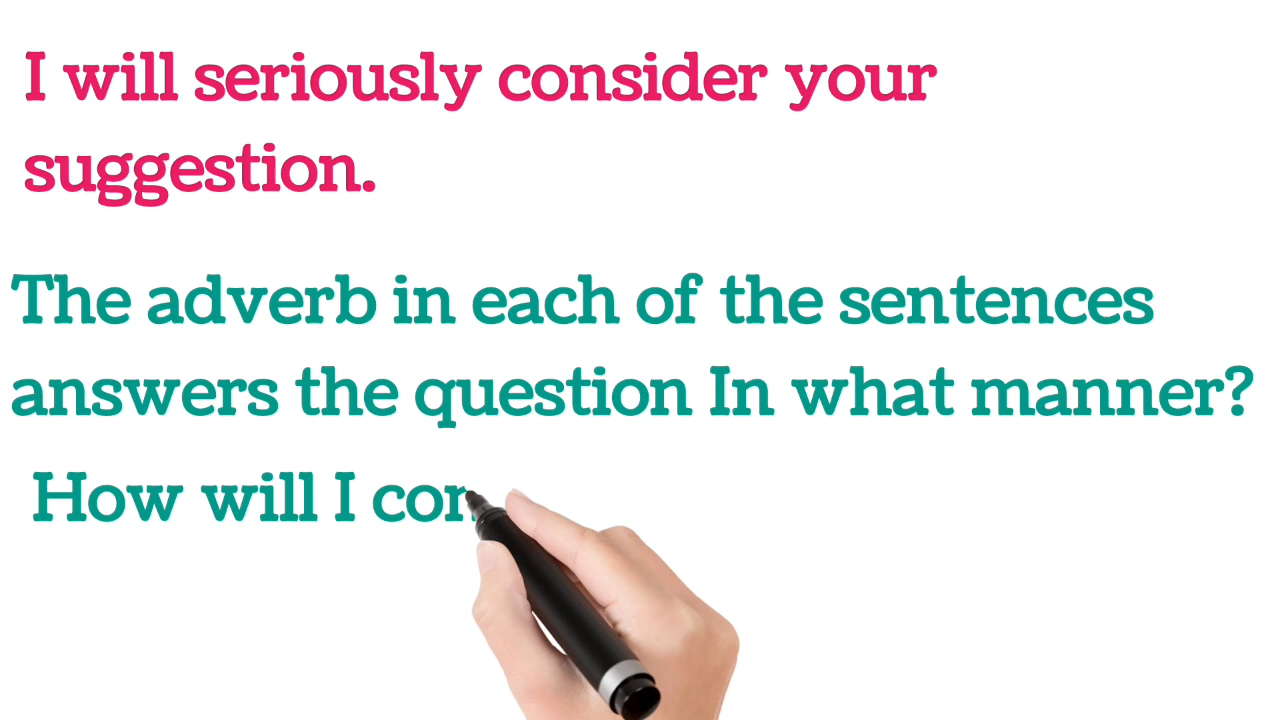 I will seriously consider your
suggestion.
The adverb in each of the sentences
answers the question In what manner?
How will I con